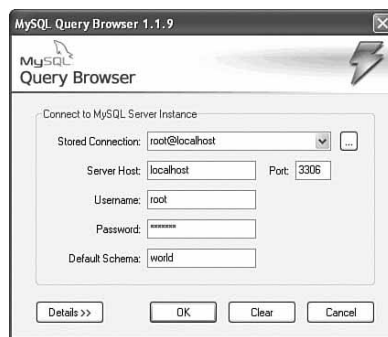 MySQL Query Browser 1.1.9
MySQL
Query Browser
Connect to MySQL Server Instance
Stored Connection: root@localhost ...
Server Host: localhost Port: 3306
Username: root
Password: *******
Default Schema: world
Details >> OK Clear Cancel